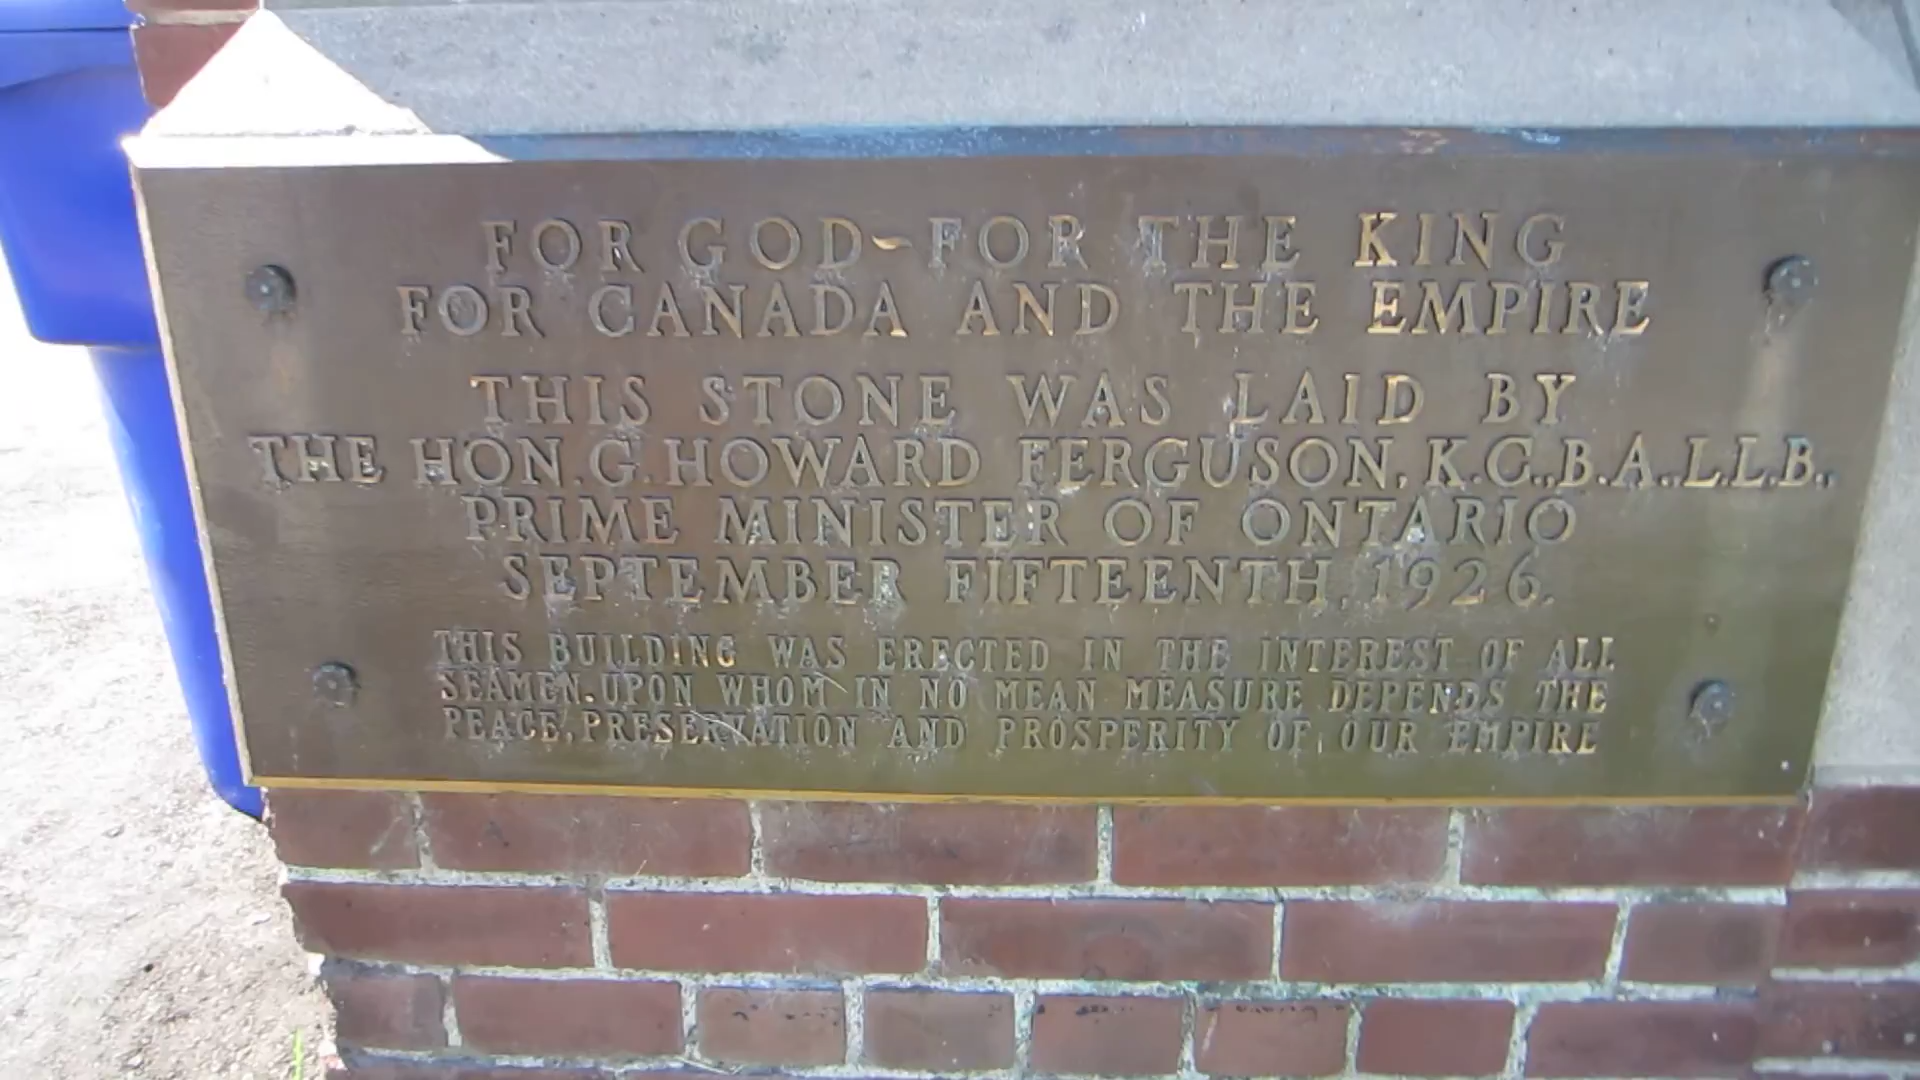 FOR GOD~FOR THE KING
FOR CANADA AND THE EMPIRE
THIS STONE WAS LAID BY
THE HON. G. HOWARD FERGUSON, K.C., B.A., L.L.B.,
PRIME MINISTER OF ONTARIO
SEPTEMBER FIFTEENTH, 1926.
THIS BUILDING WAS ERECTED IN THE INTEREST OF ALL
SEAMEN, UPON WHOM IN NO MEAN MEASURE DEPENDS THE
PEACE, PRESERVATION AND PROSPERITY OF OUR EMPIRE